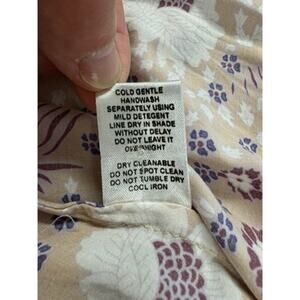 COLD GENTLE
HANDWASH
SEPARATELY USING
MILD DETEGENT
LINE DRY IN SHADE
WITHOUT DELAY
DO NOT LEAVE IT
OVERNIGHT
DRY CLEANABLE
DO NOT SPOT CLEAN
DO NOT TUMBLE DRY
COOL IRON